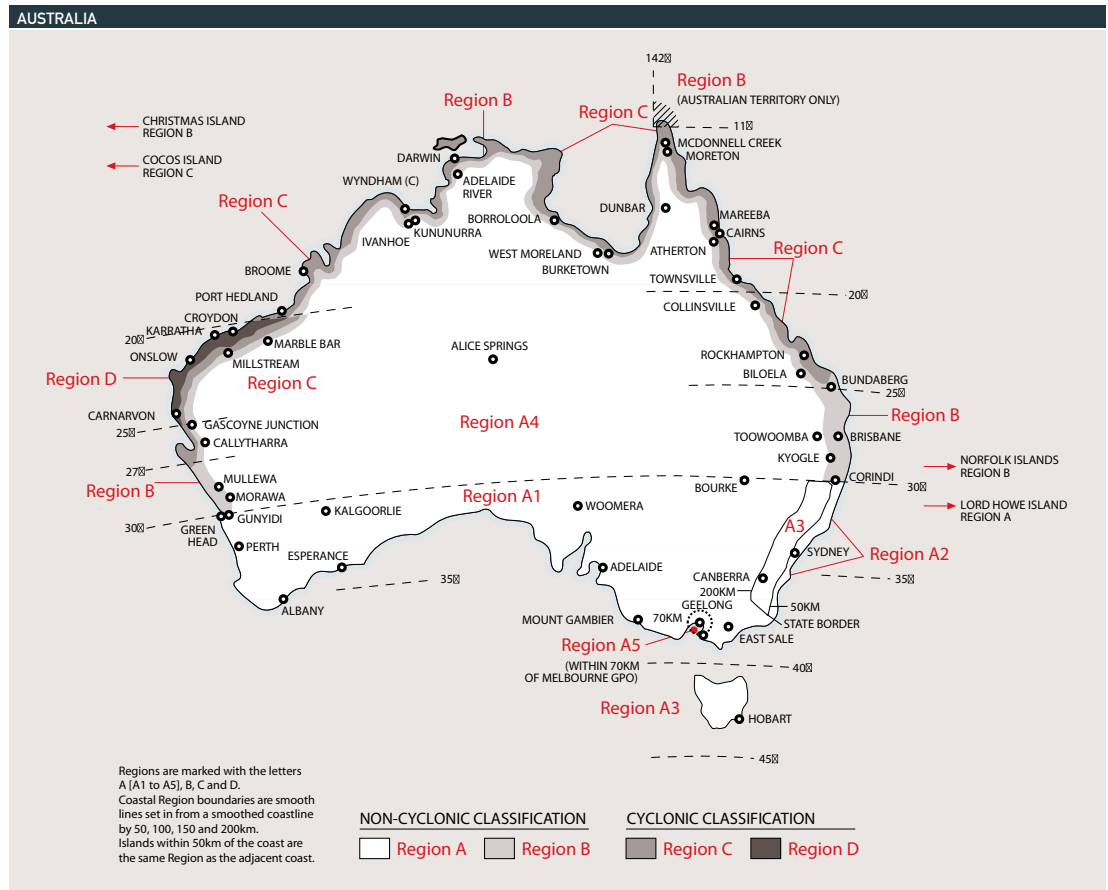 AUSTRALIA
142
Region B
(AUSTRALIAN TERRITORY ONLY)
Region B
Region C
11
CHRISTMAS ISLAND
REGION B
COCOS ISLAND
REGION C
MCDONNELL CREEK
MORETON
DARWIN
ADELAIDE
RIVER
WYNDHAM (C)
Region C
DUNBAR
BORROLOOLA
MAREEBA
CAIRNS
KUNUNURRA
IVANHOE
ATHERTON
WEST MORELAND
BURKETOWN
Region C
BROOME
TOWNSVILLE
20
PORT HEDLAND
COLLINSVILLE
CROYDON
KARRATHA
20
MARBLE BAR
ALICE SPRINGS
ONSLOW
MILLSTREAM
ROCKHAMPTON
Region D
Region C
BILOELA
BUNDABERG
25
CARNARVON
GASCOYNE JUNCTION
Region A4
Region B
25
CALLYTHARRA
TOOWOOMBA
BRISBANE
KYOGLE
27
NORFOLK ISLANDS
REGION B
MULLEWA
Region B
CORINDI
BOURKE
30
MORAWA
Region A1
LORD HOWE ISLAND
REGION A
KALGOORLIE
WOOMERA
GUNYIDI
30
GREEN
HEAD
A3
PERTH
SYDNEY
Region A2
ESPERANCE
ADELAIDE
CANBERRA
35
35
200KM
ALBANY
GEELONG
50KM
MOUNT GAMBIER
70KM
STATE BORDER
EAST SALE
Region A5
(WITHIN 70KM
OF MELBOURNE GPO)
40
Region A3
HOBART
45
Regions are marked with the letters
A [A1 to A5], B, C and D.
Coastal Region boundaries are smooth
lines set in from a smoothed coastline
by 50, 100, 150 and 200km.
Islands within 50km of the coast are
the same Region as the adjacent coast.
NON-CYCLONIC CLASSIFICATION
CYCLONIC CLASSIFICATION
Region A
Region B
Region C
Region D